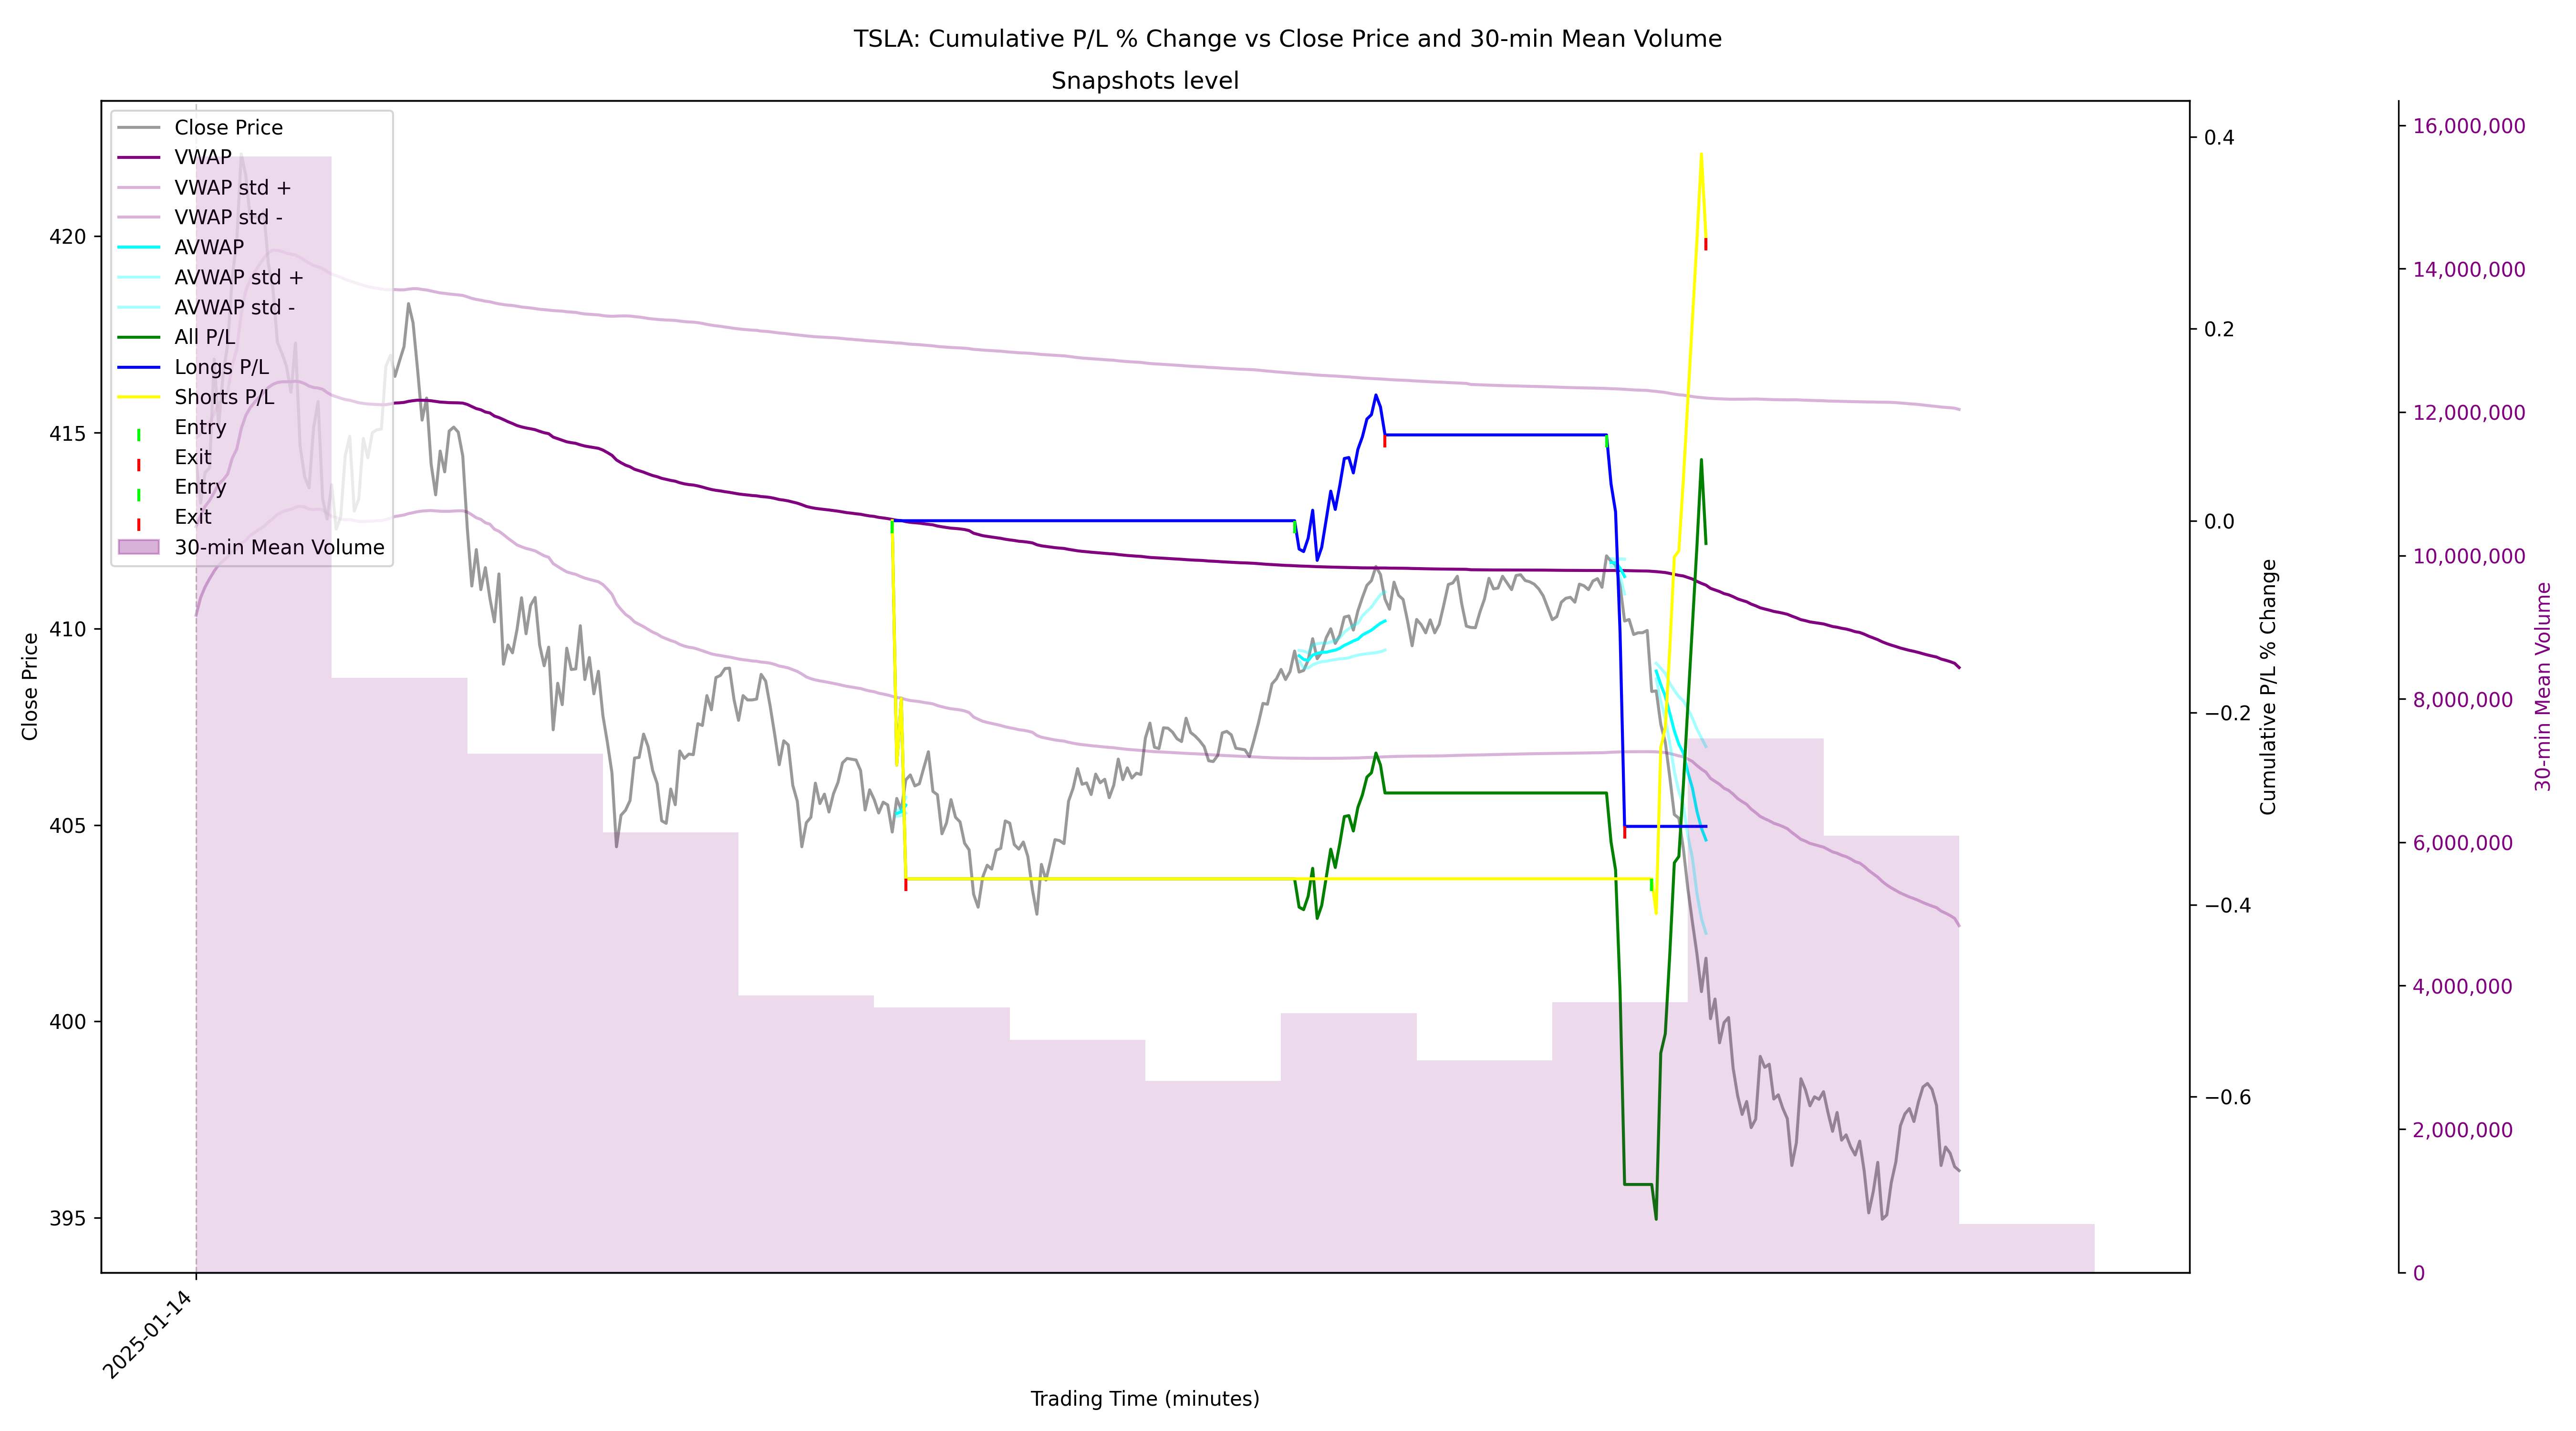 TSLA: Cumulative P/L % Change vs Close Price and 30-min Mean Volume
Snapshots level
Close Price
VWAP
VWAP std +
VWAP std -
AVWAP
AVWAP std +
AVWAP std -
All P/L
Longs P/L
Shorts P/L
Entry
Exit
Entry
Exit
30-min Mean Volume
Close Price
420
415
410
405
400
395
0.4
0.2
0.0
−0.2
−0.4
−0.6
Cumulative P/L % Change
16,000,000
14,000,000
12,000,000
10,000,000
8,000,000
6,000,000
4,000,000
2,000,000
0
30-min Mean Volume
2025-01-14
Trading Time (minutes)